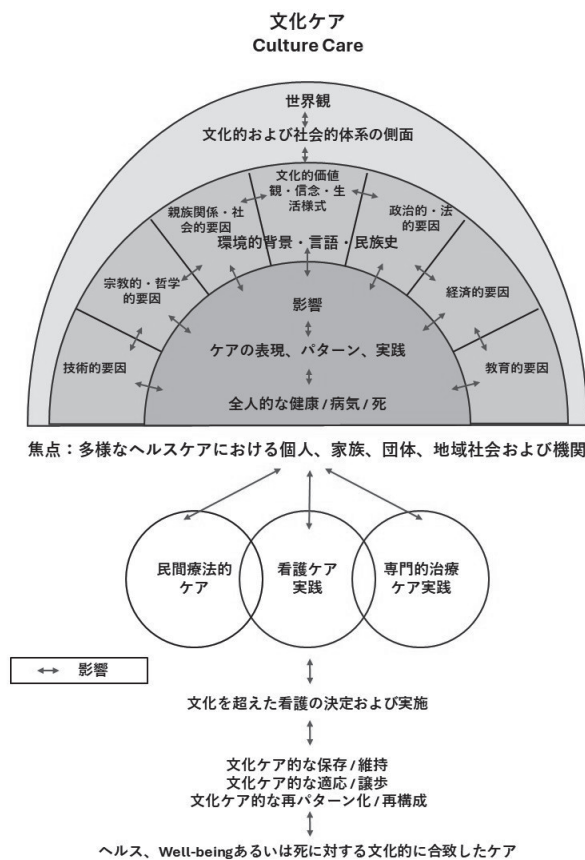 文化ケア
Culture Care
世界観
文化的および社会的体系の側面
文化的価値
観・信念・生
活様式
親族関係・社
会的要因
政治的・法
的要因
環境的背景・言語・民族史
宗教的・哲学
的要因
経済的要因
影響
ケアの表現、パターン、実践
技術的要因
教育的要因
全人的な健康/病気/死
焦点：多様なヘルスケアにおける個人、家族、団体、地域社会および機関
民間療法的
ケア
看護ケア
実践
専門的治療
ケア実践
影響
文化を超えた看護の決定および実施
文化ケア的な保存/維持
文化ケア的な適応/譲歩
文化ケア的な再パターン化/再構成
ヘルス、Well-beingあるいは死に対する文化的に合致したケア